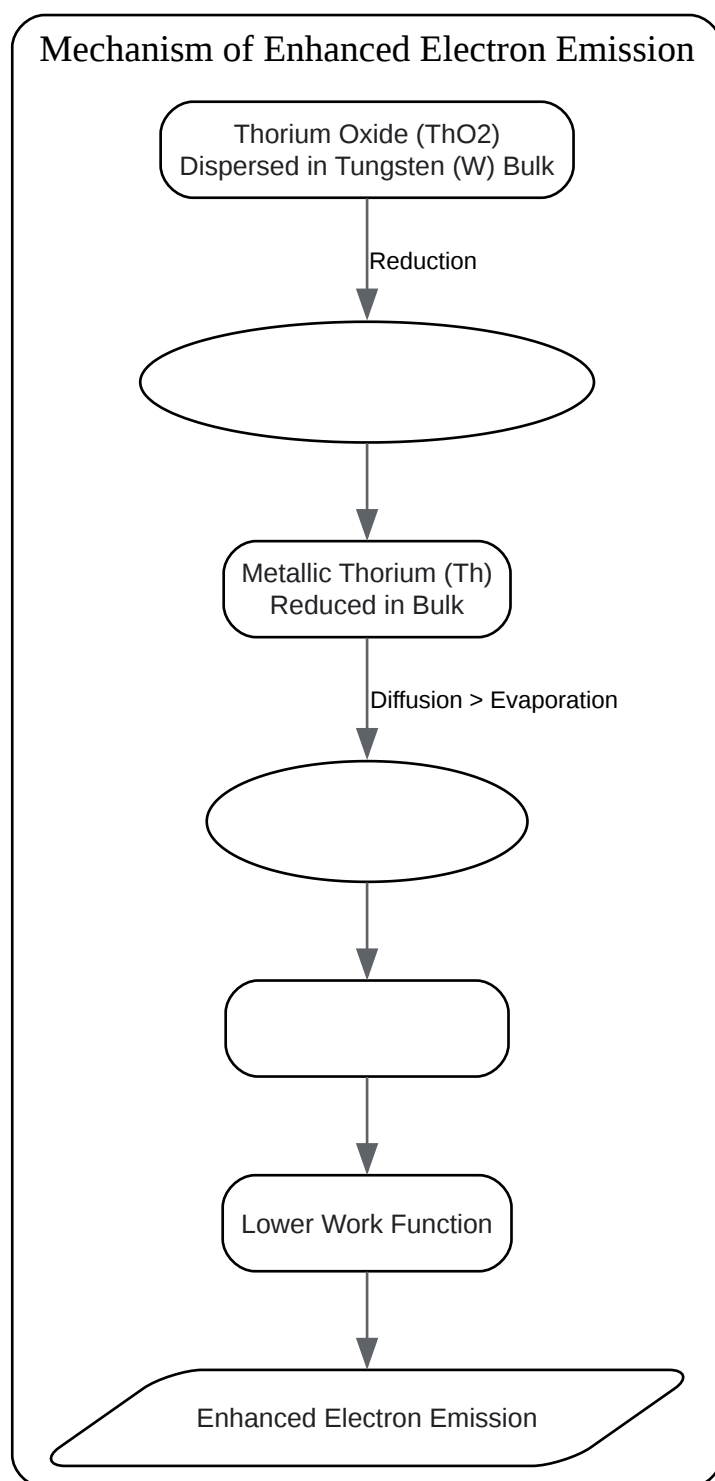 Mechanism of Enhanced Electron Emission
Thorium Oxide (ThO2)
Dispersed in Tungsten (W) Bulk
Reduction
Metallic Thorium (Th)
Reduced in Bulk
Diffusion > Evaporation
Lower Work Function
Enhanced Electron Emission